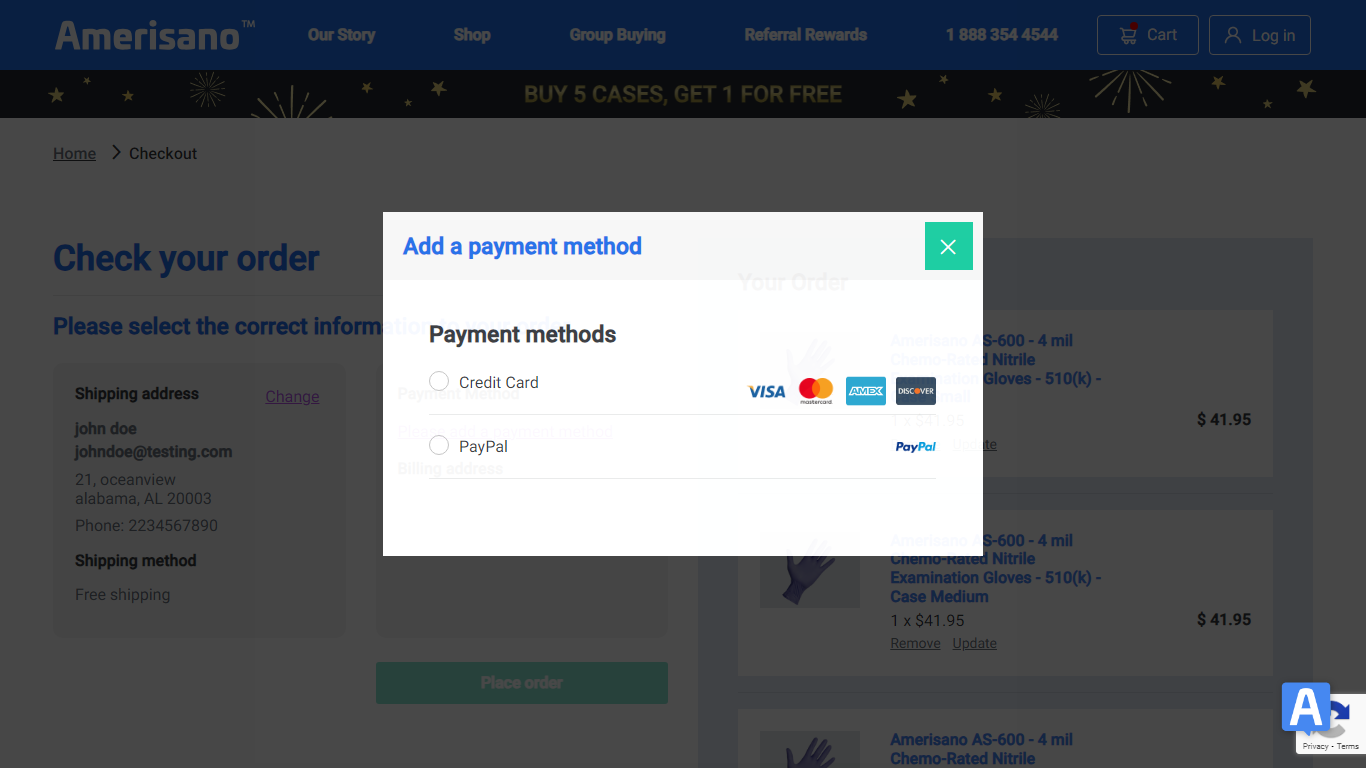 Amerisano™
Our Story
Shop
Group Buying
Referral Rewards
1 888 354 4544
Cart
Log in
BUY 5 CASES, GET 1 FOR FREE
Home
Checkout
Check your order
Please select the correct information
Shipping address
Change
john doe
johndoe@testing.com
21, oceanview
alabama, AL 20003
Phone: 2234567890
Shipping method
Free shipping
Add a payment method
Payment methods
Credit Card
VISA
mastercard
AMEX
DISCOVER
PayPal
PayPal
Payment Method
Please add a payment method
Billing address
Place order
Your Order
Amerisano AS-600 - 4 mil
Chemo-Rated Nitrile
Examination Gloves - 510(k) -
1 x $41.95
$ 41.95
Update
Amerisano AS-600 - 4 mil
Chemo-Rated Nitrile
Examination Gloves - 510(k) -
Case Medium
1 x $41.95
$ 41.95
Remove
Update
Amerisano AS-600 - 4 mil
Chemo-Rated Nitrile
A
Privacy • Terms